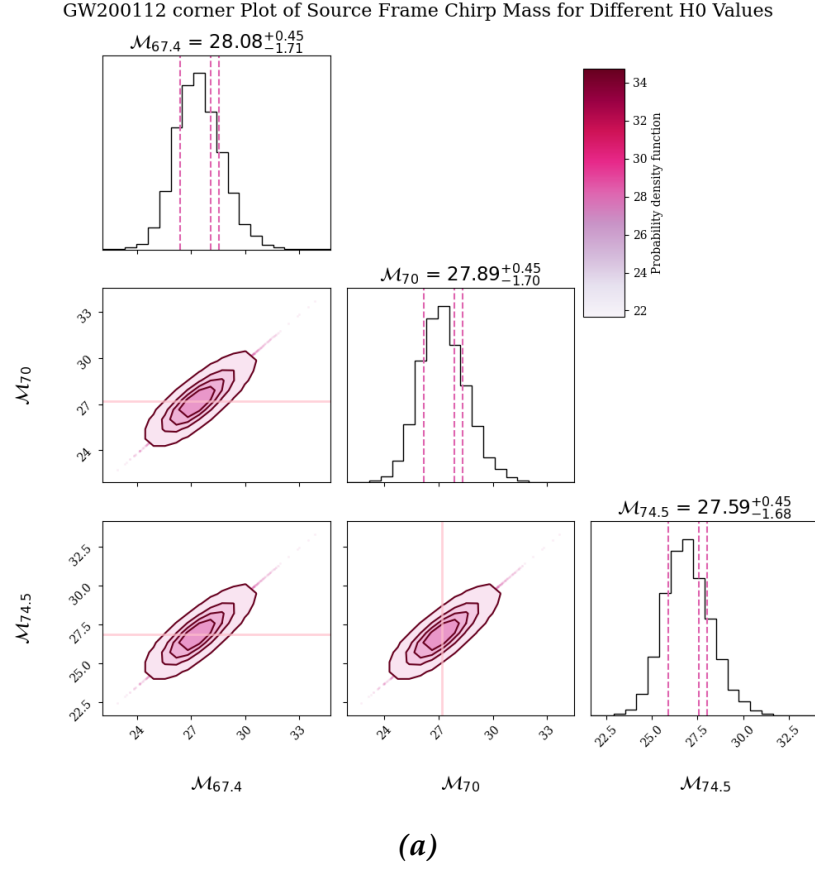 GW200112 corner Plot of Source Frame Chirp Mass for Different H0 Values
ℳ67.4 = 28.08+0.45−1.71
34
32
30
28
26
24
22
Probability density function
ℳ70 = 27.89+0.45−1.70
33
30
27
24
ℳ70
ℳ74.5 = 27.59+0.45−1.68
32.5
30.0
27.5
25.0
22.5
ℳ74.5
24 27 30 33
24 27 30 33
22.5 25.0 27.5 30.0 32.5
ℳ67.4 ℳ70 ℳ74.5
(a)